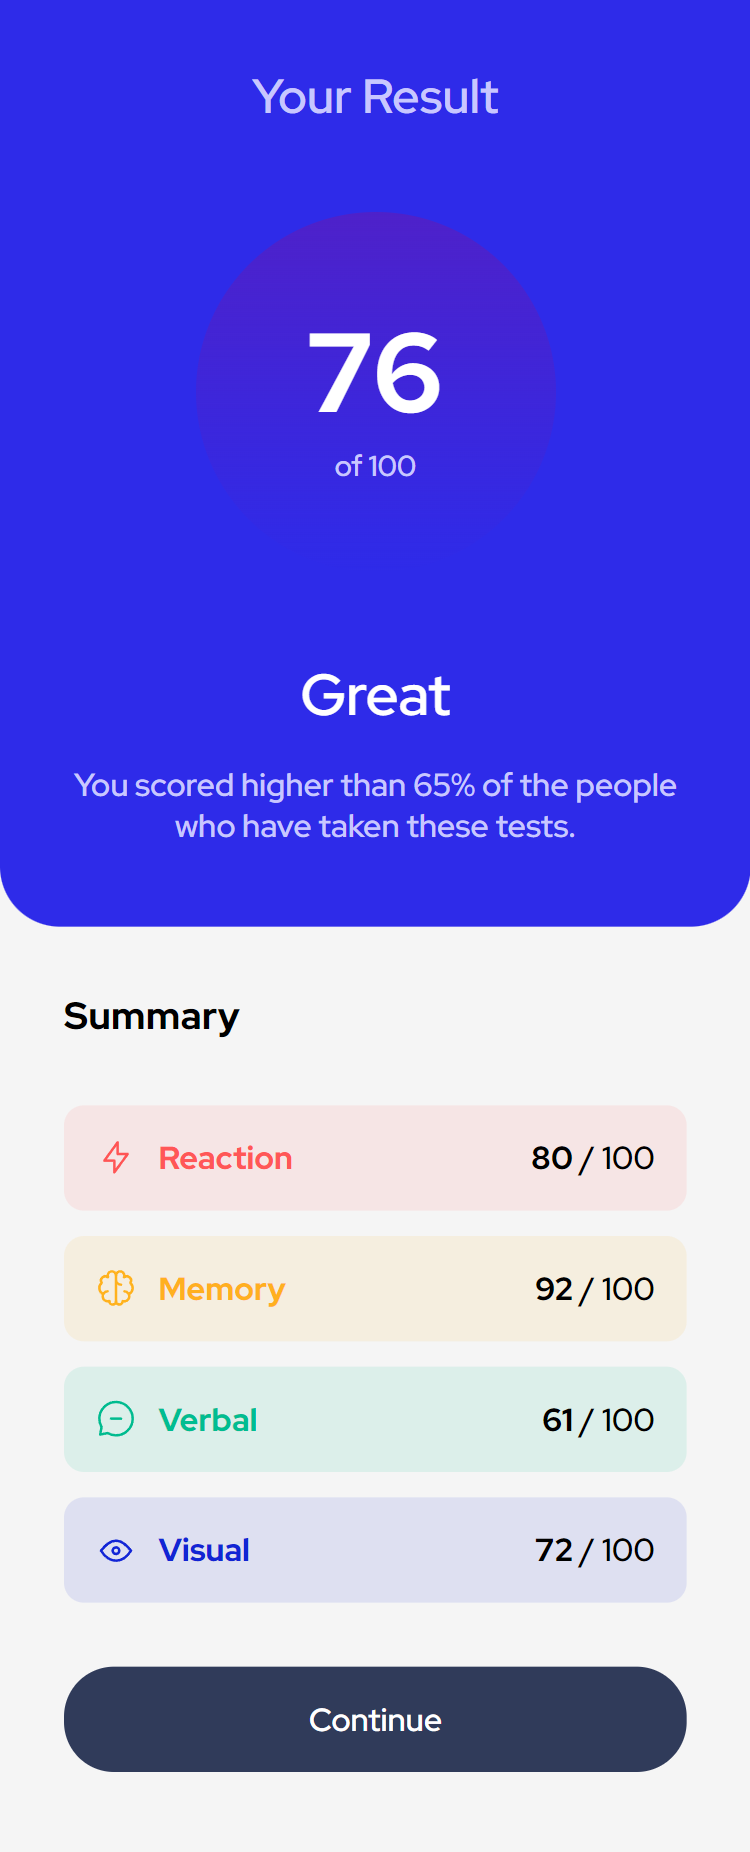 Your Result
76
of 100
Great
You scored higher than 65% of the people
who have taken these tests.
Summary
Reaction 80 / 100
Memory 92 / 100
Verbal 61 / 100
Visual 72 / 100
Continue